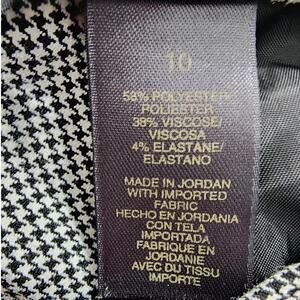 10
58% POLYESTER
POLIESTER
38% VISCOSE/
VISCOSA
4% ELASTANE/
ELASTANO
MADE IN JORDAN
WITH IMPORTED
FABRIC
HECHO EN JORDANIA
CON TELA
IMPORTADA
FABRIQUE EN
JORDANIE
AVEC DU TISSU
IMPORTE